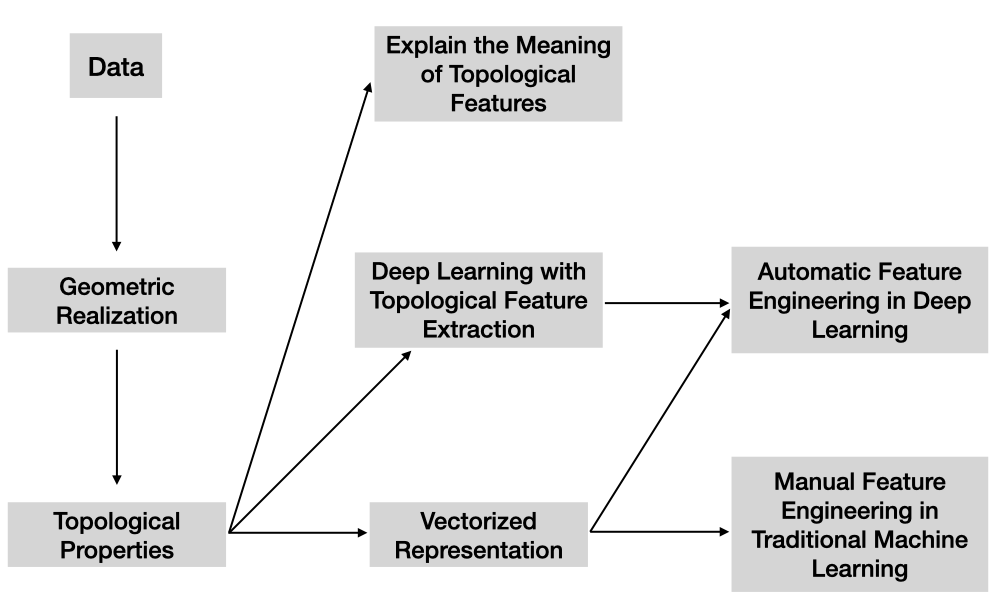 Data
Explain the Meaning
of Topological
Features
Geometric
Realization
Deep Learning with
Topological Feature
Extraction
Automatic Feature
Engineering in Deep
Learning
Topological
Properties
Vectorized
Representation
Manual Feature
Engineering in
Traditional Machine
Learning